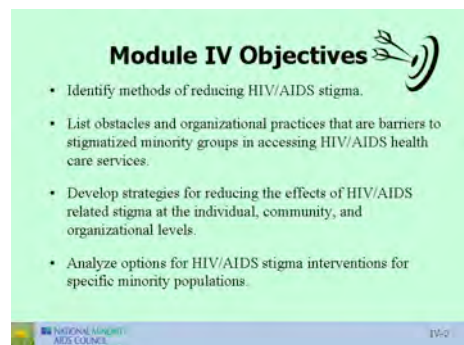 Module IV Objectives
• Identify methods of reducing HIV/AIDS stigma.
• List obstacles and organizational practices that are barriers to
stigmatized minority groups in accessing HIV/AIDS health
care services.
• Develop strategies for reducing the effects of HIV/AIDS
related stigma at the individual, community, and
organizational levels.
• Analyze options for HIV/AIDS stigma interventions for
specific minority populations.
NATIONAL MINORITY
AIDS COUNCIL
IV-2